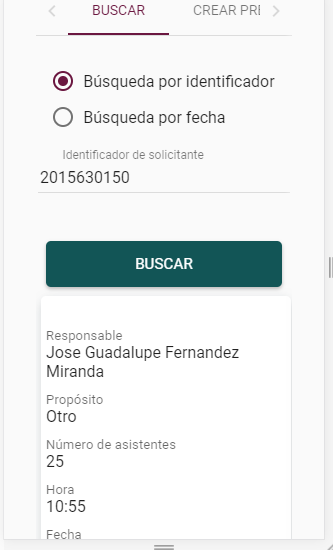 BUSCAR
CREAR PRE
Búsqueda por identificador
Búsqueda por fecha
Identificador de solicitante
2015630150
BUSCAR
Responsable
Jose Guadalupe Fernandez
Miranda
Propósito
Otro
Número de asistentes
25
Hora
10:55
Fecha